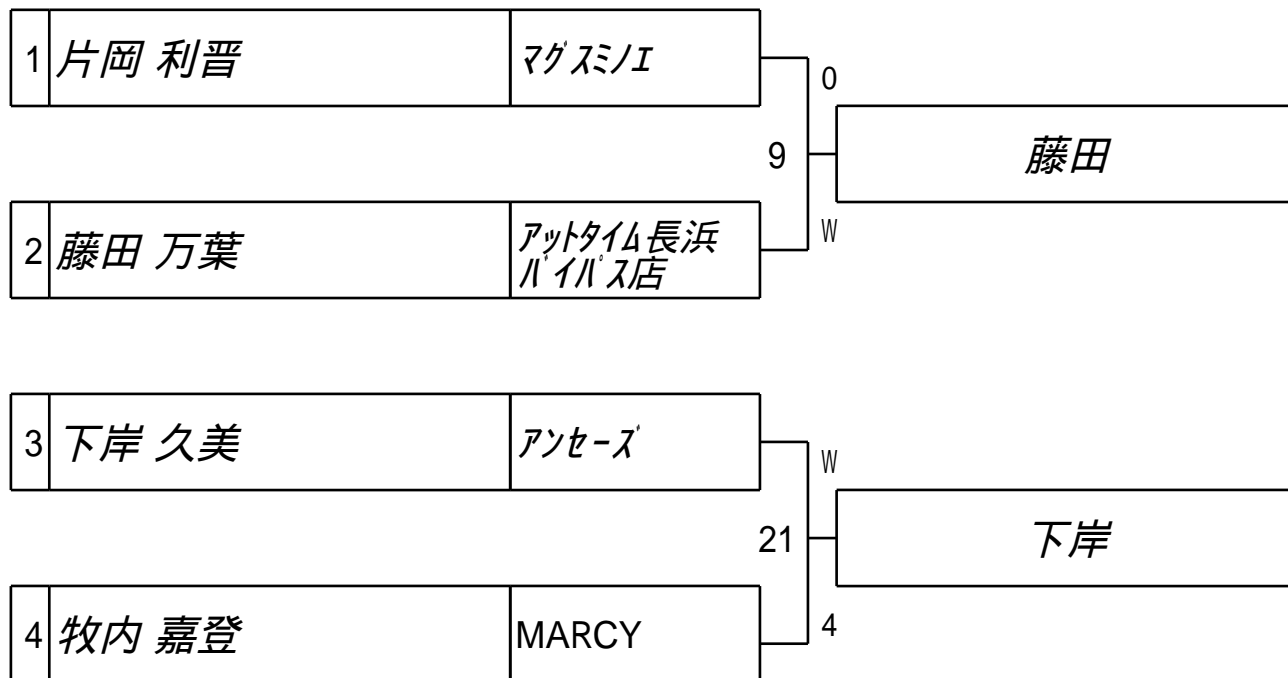 1 片岡 利晋 マグスミノエ
0
9 藤田
2 藤田 万葉 アットタイム長浜
バイパス店
W
3 下岸 久美 アンセーズ
W
21 下岸
4 牧内 嘉登 MARCY
4